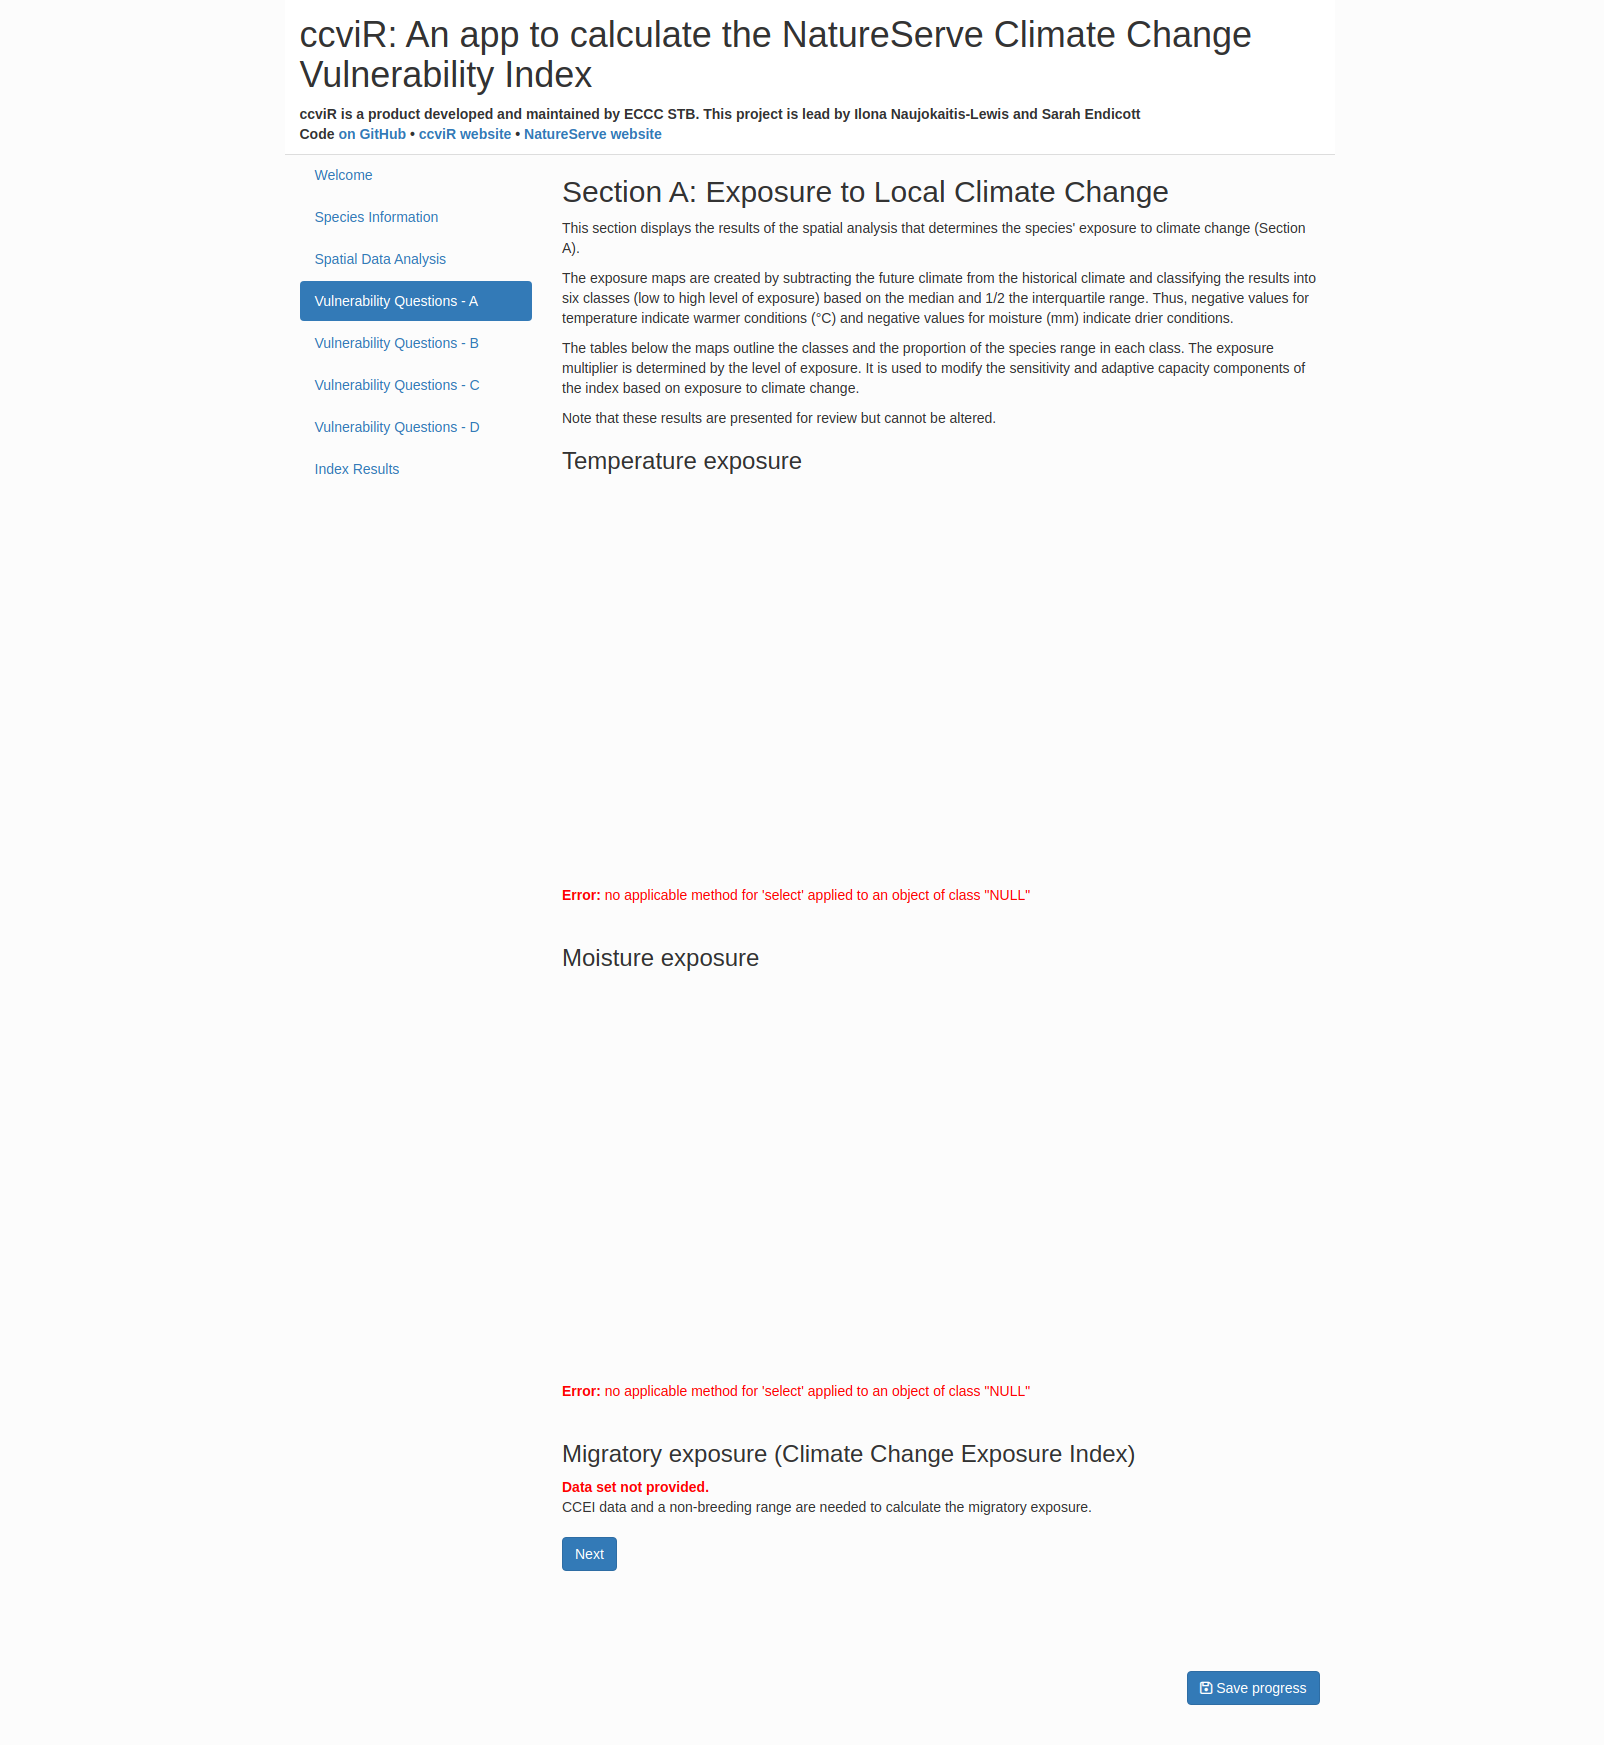 ccviR: An app to calculate the NatureServe Climate Change
Vulnerability Index
ccviR is a product developed and maintained by ECCC STB. This project is lead by Ilona Naujokaitis-Lewis and Sarah Endicott
Code on GitHub • ccviR website • NatureServe website
Welcome
Species Information
Spatial Data Analysis
Vulnerability Questions - A
Vulnerability Questions - B
Vulnerability Questions - C
Vulnerability Questions - D
Index Results
Section A: Exposure to Local Climate Change
This section displays the results of the spatial analysis that determines the species' exposure to climate change (Section
A).
The exposure maps are created by subtracting the future climate from the historical climate and classifying the results into
six classes (low to high level of exposure) based on the median and 1/2 the interquartile range. Thus, negative values for
temperature indicate warmer conditions (°C) and negative values for moisture (mm) indicate drier conditions.
The tables below the maps outline the classes and the proportion of the species range in each class. The exposure
multiplier is determined by the level of exposure. It is used to modify the sensitivity and adaptive capacity components of
the index based on exposure to climate change.
Note that these results are presented for review but cannot be altered.
Temperature exposure
Error: no applicable method for 'select' applied to an object of class "NULL"
Moisture exposure
Error: no applicable method for 'select' applied to an object of class "NULL"
Migratory exposure (Climate Change Exposure Index)
Data set not provided.
CCEI data and a non-breeding range are needed to calculate the migratory exposure.
Next
Save progress